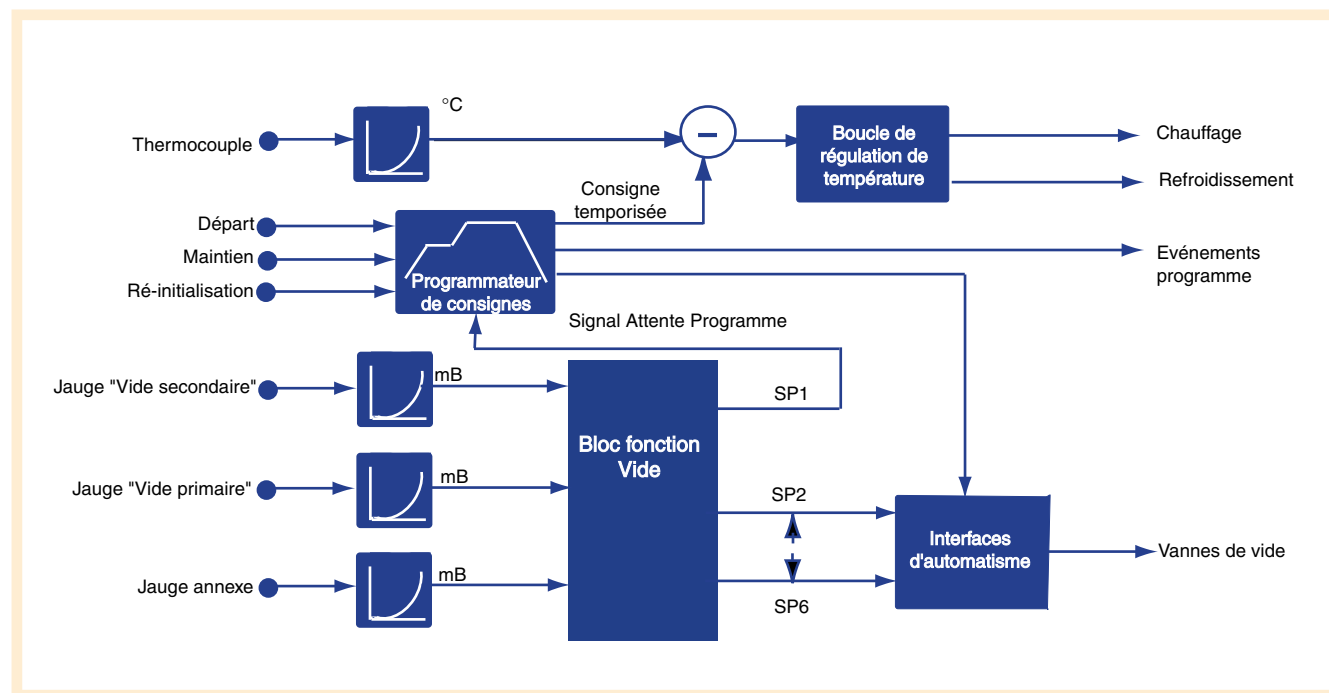 °C
Thermocouple
−
Boucle de
régulation de
température
Chauffage
Refroidissement
Consigne
temporisée
Départ
Maintien
Ré-initialisation
Programmateur
de consignes
Evénements
programme
Signal Attente Programme
Jauge "Vide secondaire"
mB
SP1
Bloc fonction
Vide
Jauge "Vide primaire"
mB
SP2
Interfaces
d'automatisme
Vannes de vide
Jauge annexe
mB
SP6